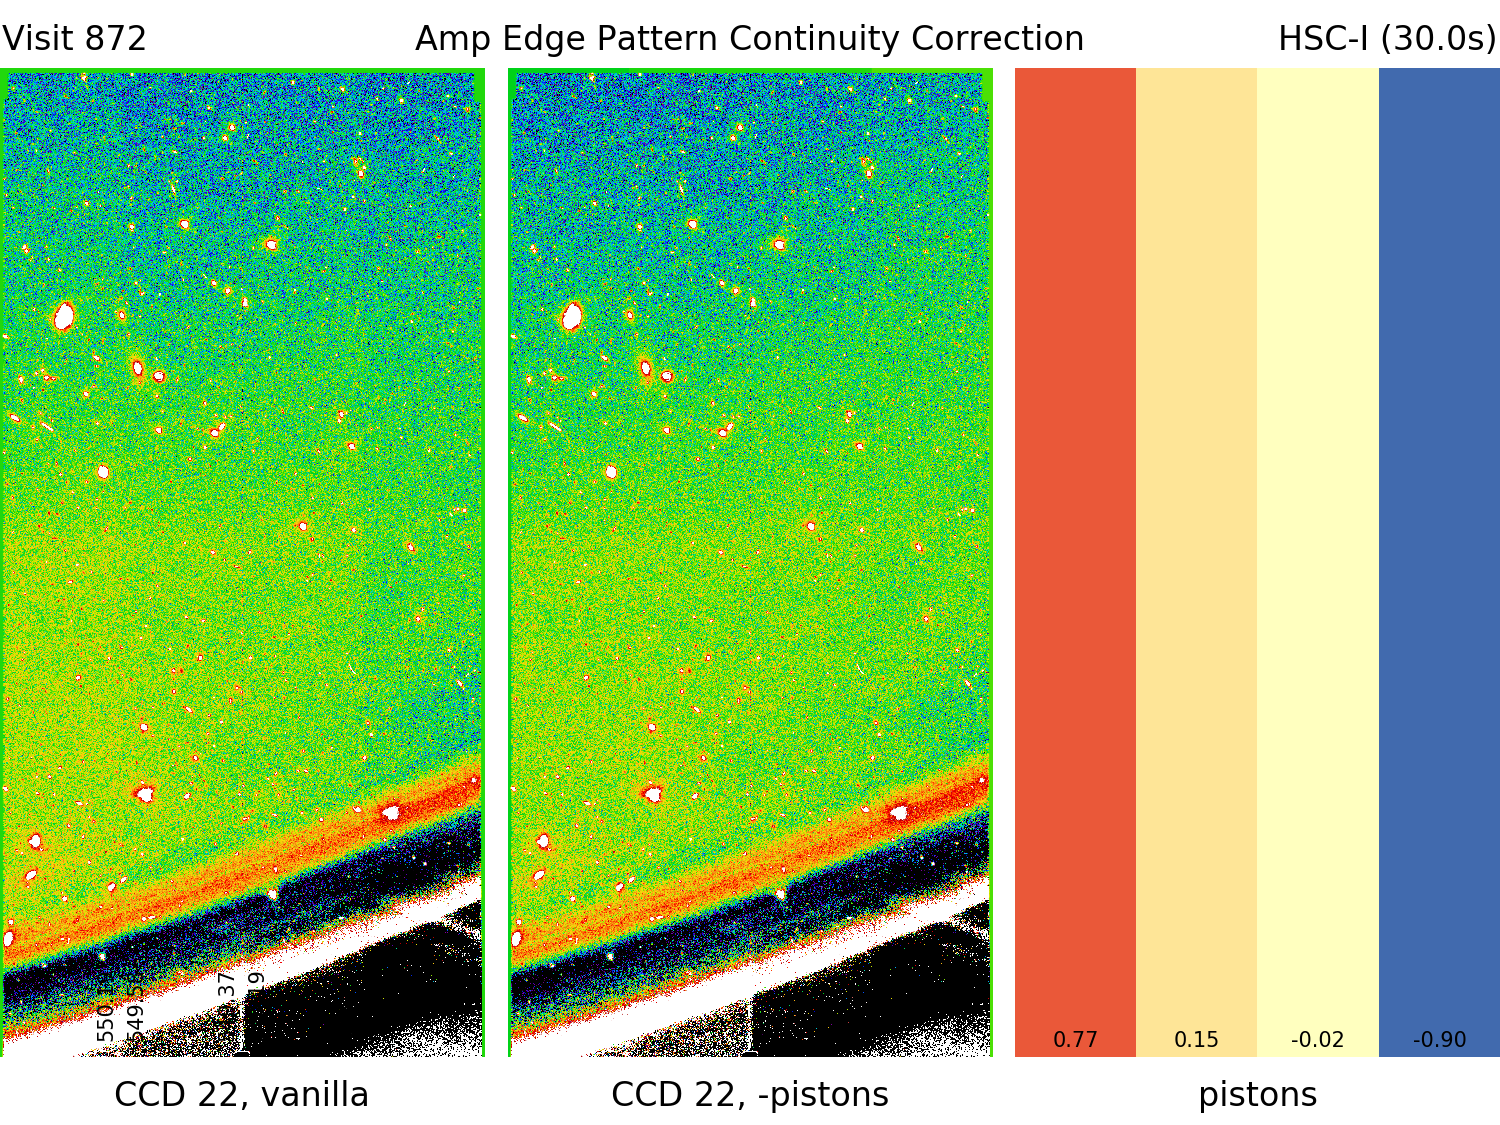 Visit 872 Amp Edge Pattern Continuity Correction HSC-I (30.0s)
0.77 0.15 -0.02 -0.90
CCD 22, vanilla CCD 22, -pistons pistons